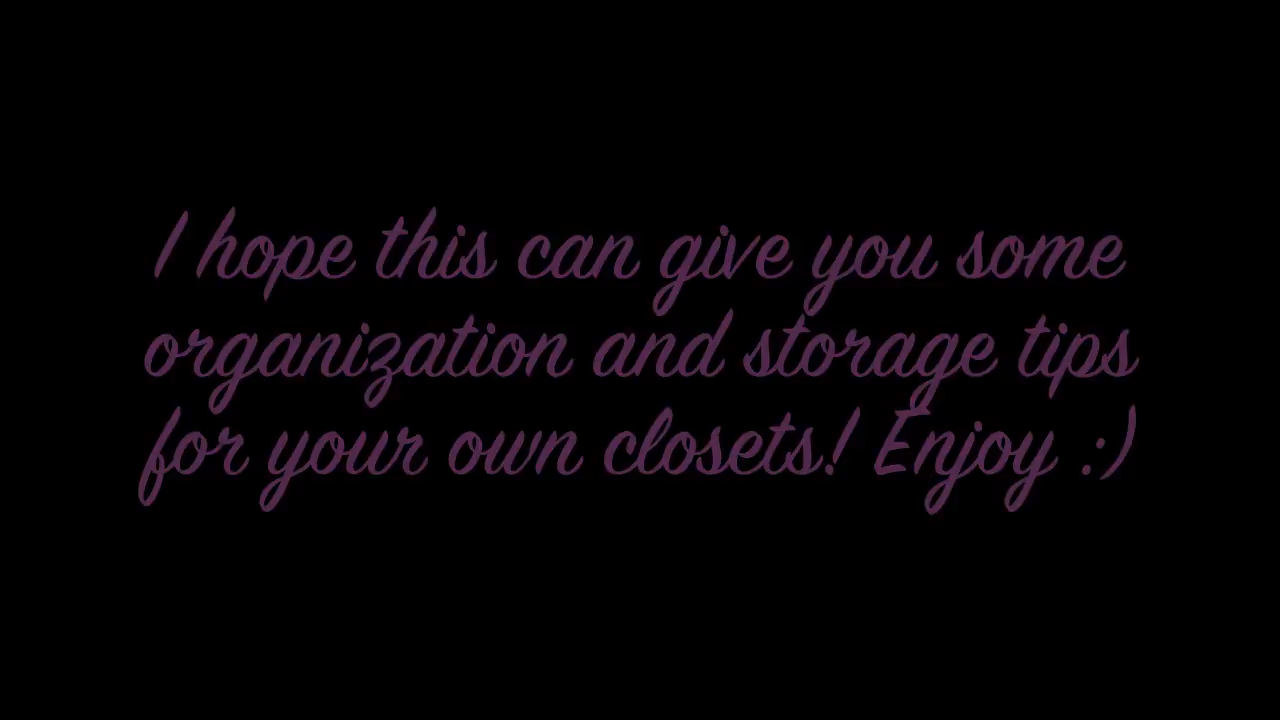 I hope this can give you some
organization and storage tips
for your own closets! Enjoy :)